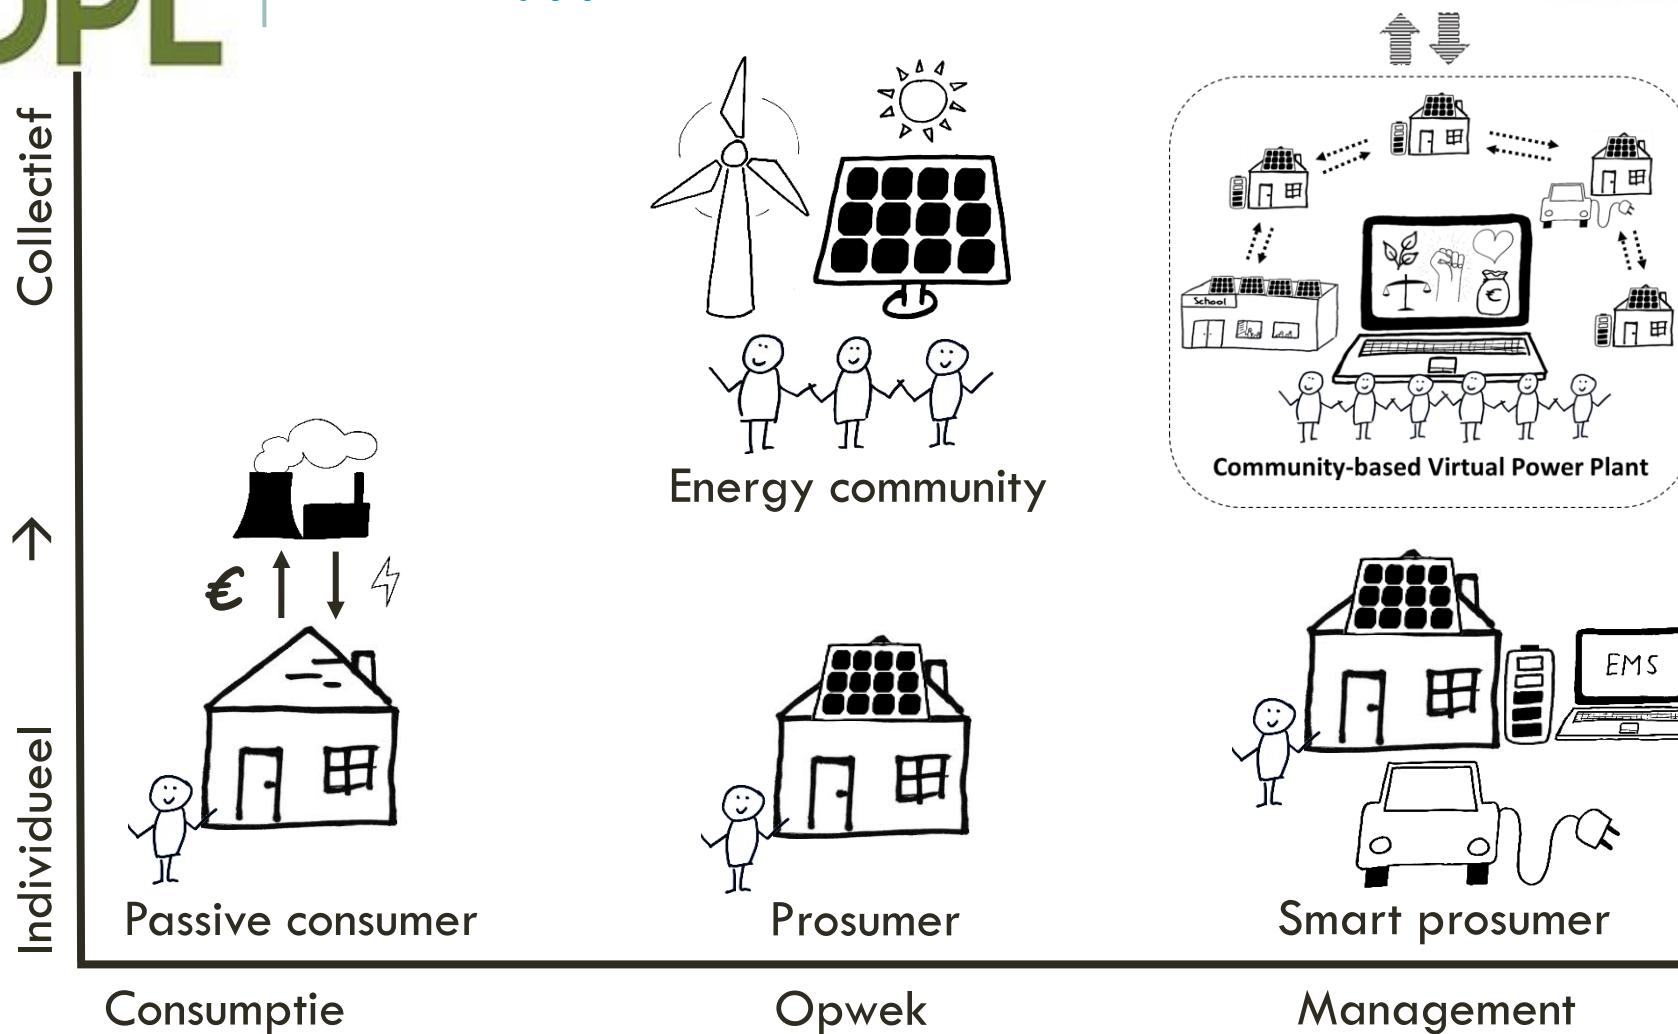 Collectief
→
Individueel
School
€
Community-based Virtual Power Plant
Energy community
€
EMS
Passive consumer
Prosumer
Smart prosumer
Consumptie
Opwek
Management